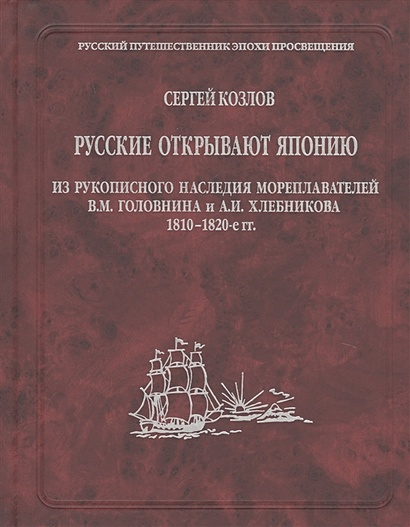 РУССКИЙ ПУТЕШЕСТВЕННИК ЭПОХИ ПРОСВЕЩЕНИЯ
СЕРГЕЙ КОЗЛОВ
РУССКИЕ ОТКРЫВАЮТ ЯПОНИЮ
ИЗ РУКОПИСНОГО НАСЛЕДИЯ МОРЕПЛАВАТЕЛЕЙ
В.М. ГОЛОВНИНА и А.И. ХЛЕБНИКОВА
1810–1820-е гг.